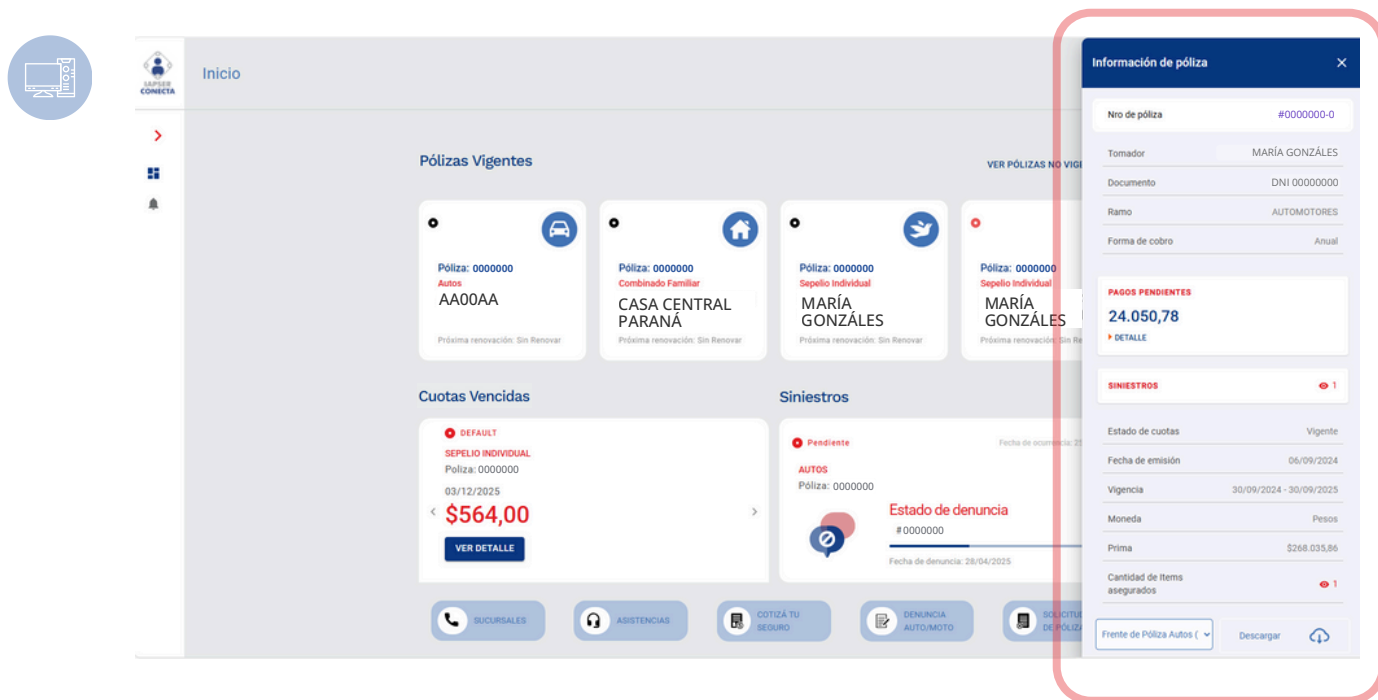 IAPSER
CONECTA
Inicio
Pólizas Vigentes
VER PÓLIZAS NO VIGE
Póliza: 0000000
Autos
AA00AA
Próxima renovación: Sin Renovar
Póliza: 0000000
Combinado Familiar
CASA CENTRAL
PARANÁ
Próxima renovación: Sin Renovar
Póliza: 0000000
Sepelio Individual
MARÍA
GONZÁLES
Próxima renovación: Sin Renovar
Póliza: 0000000
Sepelio Individual
MARÍA
GONZÁLES
Próxima renovación: Sin Re
Cuotas Vencidas
DEFAULT
SEPELIO INDIVIDUAL
Poliza: 0000000
03/12/2025
$564,00
VER DETALLE
Siniestros
Pendiente
Fecha de ocurrencia: 25
AUTOS
Póliza: 0000000
Estado de denuncia
#0000000
Fecha de denuncia: 28/04/2025
SUCURSALES
ASISTENCIAS
COTIZÁ TU
SEGURO
DENUNCIA
AUTO/MOTO
SOLICITUD
DE PÓLIZA
Información de póliza
Nro de póliza #0000000-0
Tomador MARÍA GONZÁLES
Documento DNI 00000000
Ramo AUTOMOTORES
Forma de cobro Anual
PAGOS PENDIENTES
24.050,78
DETALLE
SINIESTROS 1
Estado de cuotas Vigente
Fecha de emisión 06/09/2024
Vigencia 30/09/2024 - 30/09/2025
Moneda Pesos
Prima $268.035,86
Cantidad de Items
asegurados 1
Frente de Póliza Autos (
Descargar